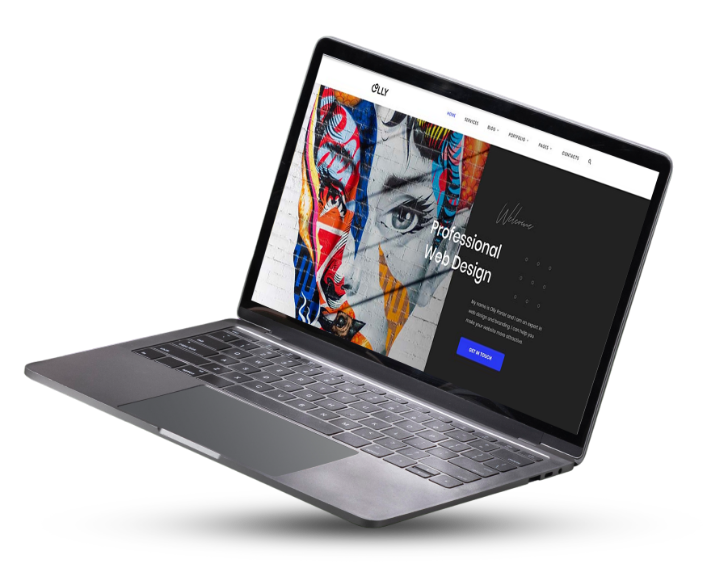 OLLY
HOME SERVICES BLOG PORTFOLIO PAGES CONTACTS
Welcome
Professional
Web Design
My name is Olly Porter and I am an expert in
web design and branding. I can help you
make your website more attractive.
GET IN TOUCH